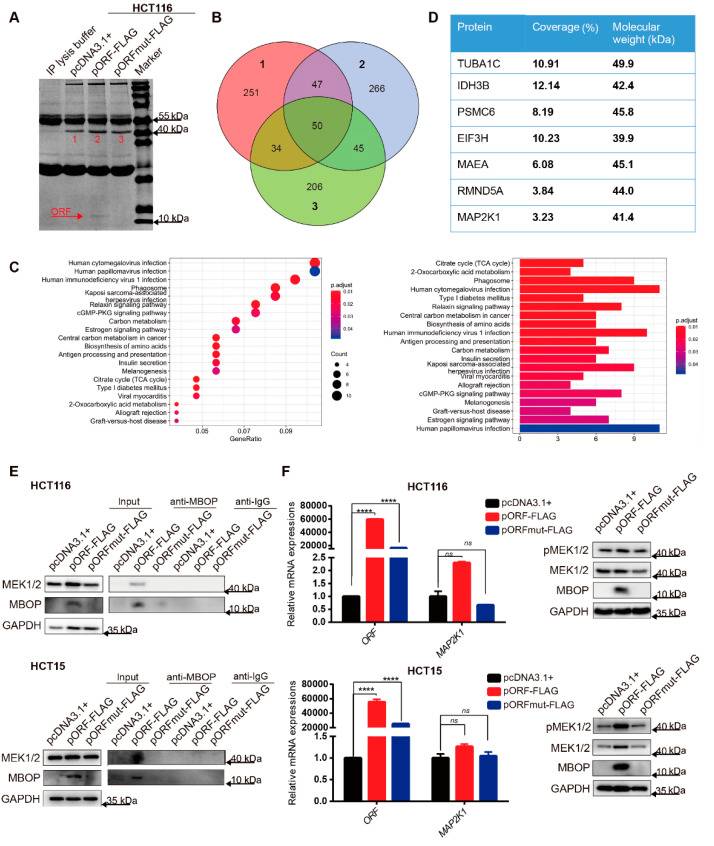 A
HCT116
IP lysis buffer
pcDNA3.1+
pORF-FLAG
pORFmut-FLAG
Marker
55 kDa
40 kDa
1 2 3
ORF
10 kDa
B
1 2
251 47 266
50
34 45
206
3
D
Protein Coverage (%) Molecular weight (kDa)
TUBA1C 10.91 49.9
IDH3B 12.14 42.4
PSMC6 8.19 45.8
EIF3H 10.23 39.9
MAEA 6.08 45.1
RMND5A 3.84 44.0
MAP2K1 3.23 41.4
C
Human cytomegalovirus infection
Human papillomavirus infection
Human immunodeficiency virus 1 infection
Phagosome
Kaposi sarcoma-associated
herpesvirus infection
Relaxin signaling pathway
cGMP-PKG signaling pathway
Carbon metabolism
Estrogen signaling pathway
Central carbon metabolism in cancer
Biosynthesis of amino acids
Antigen processing and presentation
Insulin secretion
Melanogenesis
Citrate cycle (TCA cycle)
Type I diabetes mellitus
Viral myocarditis
2-Oxocarboxylic acid metabolism
Allograft rejection
Graft-versus-host disease
0.05 0.07 0.09
GeneRatio
p.adjust
0.01
0.02
0.03
0.04
Count
4
6
8
10
Citrate cycle (TCA cycle)
2-Oxocarboxylic acid metabolism
Phagosome
Human cytomegalovirus infection
Type I diabetes mellitus
Relaxin signaling pathway
Central carbon metabolism in cancer
Biosynthesis of amino acids
Human immunodeficiency virus 1 infection
Antigen processing and presentation
Carbon metabolism
Insulin secretion
Kaposi sarcoma-associated
herpesvirus infection
Viral myocarditis
Allograft rejection
cGMP-PKG signaling pathway
Melanogenesis
Graft-versus-host disease
Estrogen signaling pathway
Human papillomavirus infection
0 3 6 9
p.adjust
0.01
0.02
0.03
0.04
E
HCT116
Input anti-MBOP anti-IgG
pcDNA3.1+
pORF-FLAG
pORFmut-FLAG
pcDNA3.1+
pORF-FLAG
pORFmut-FLAG
pcDNA3.1+
pORF-FLAG
pORFmut-FLAG
MEK1/2
40 kDa
MBOP
10 kDa
GAPDH
35 kDa
HCT15
Input anti-MBOP anti-IgG
pcDNA3.1+
pORF-FLAG
pORFmut-FLAG
pcDNA3.1+
pORF-FLAG
pORFmut-FLAG
pcDNA3.1+
pORF-FLAG
pORFmut-FLAG
MEK1/2
40 kDa
MBOP
10 kDa
GAPDH
35 kDa
F
HCT116
Relative mRNA expressions
80000
60000
40000
20000
2.5
2.0
1.5
1.0
0.5
0.0
****
****
ns
ns
ORF
MAP2K1
pcDNA3.1+
pORF-FLAG
pORFmut-FLAG
pcDNA3.1+
pORF-FLAG
pORFmut-FLAG
pMEK1/2
40 kDa
MEK1/2
40 kDa
MBOP
10 kDa
GAPDH
35 kDa
HCT15
Relative mRNA expressions
80000
60000
40000
20000
1.5
1.0
0.5
0.0
****
****
ns
ns
ORF
MAP2K1
pcDNA3.1+
pORF-FLAG
pORFmut-FLAG
pcDNA3.1+
pORF-FLAG
pORFmut-FLAG
pMEK1/2
40 kDa
MEK1/2
40 kDa
MBOP
10 kDa
GAPDH
35 kDa